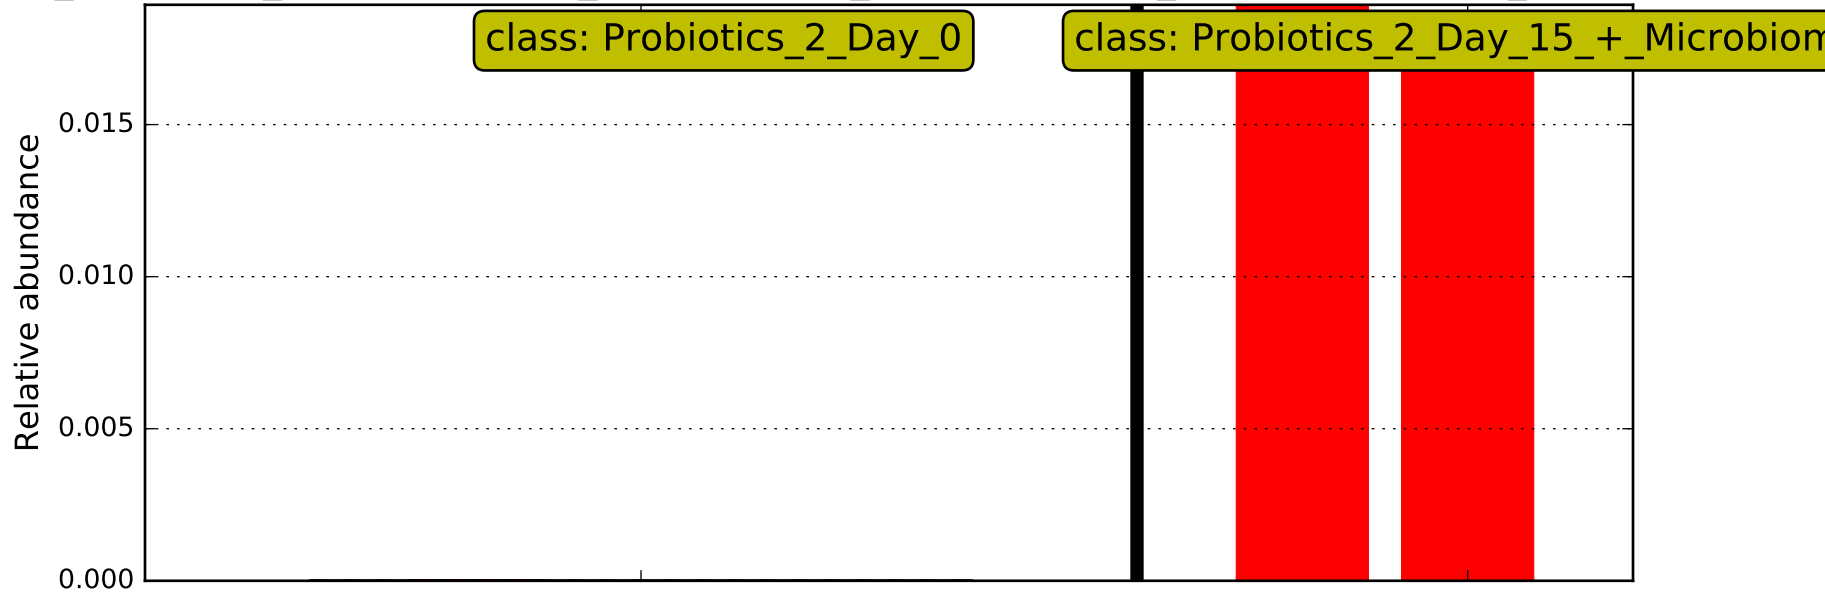 class: Probiotics_2_Day_0
class: Probiotics_2_Day_15_+_Microbiom
0.015
0.010
0.005
0.000
Relative abundance